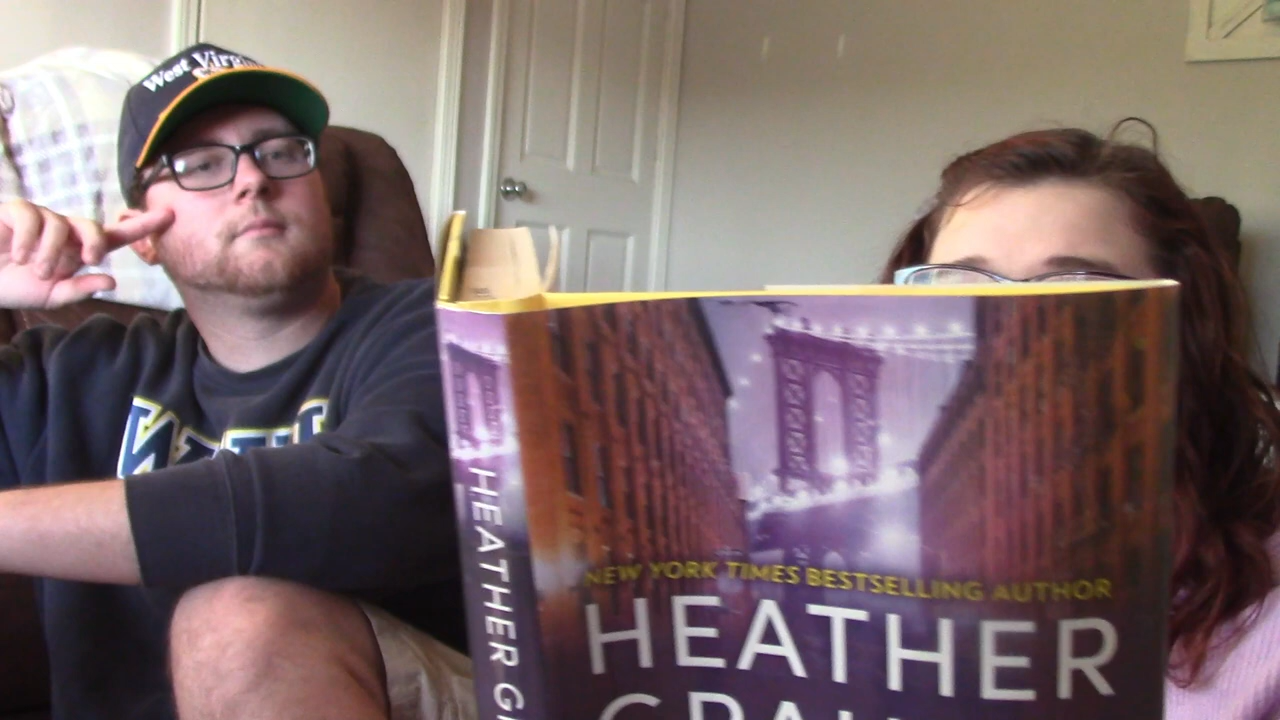 West Virginia
NEW YORK TIMES BESTSELLING AUTHOR
HEATHER
HEATHER